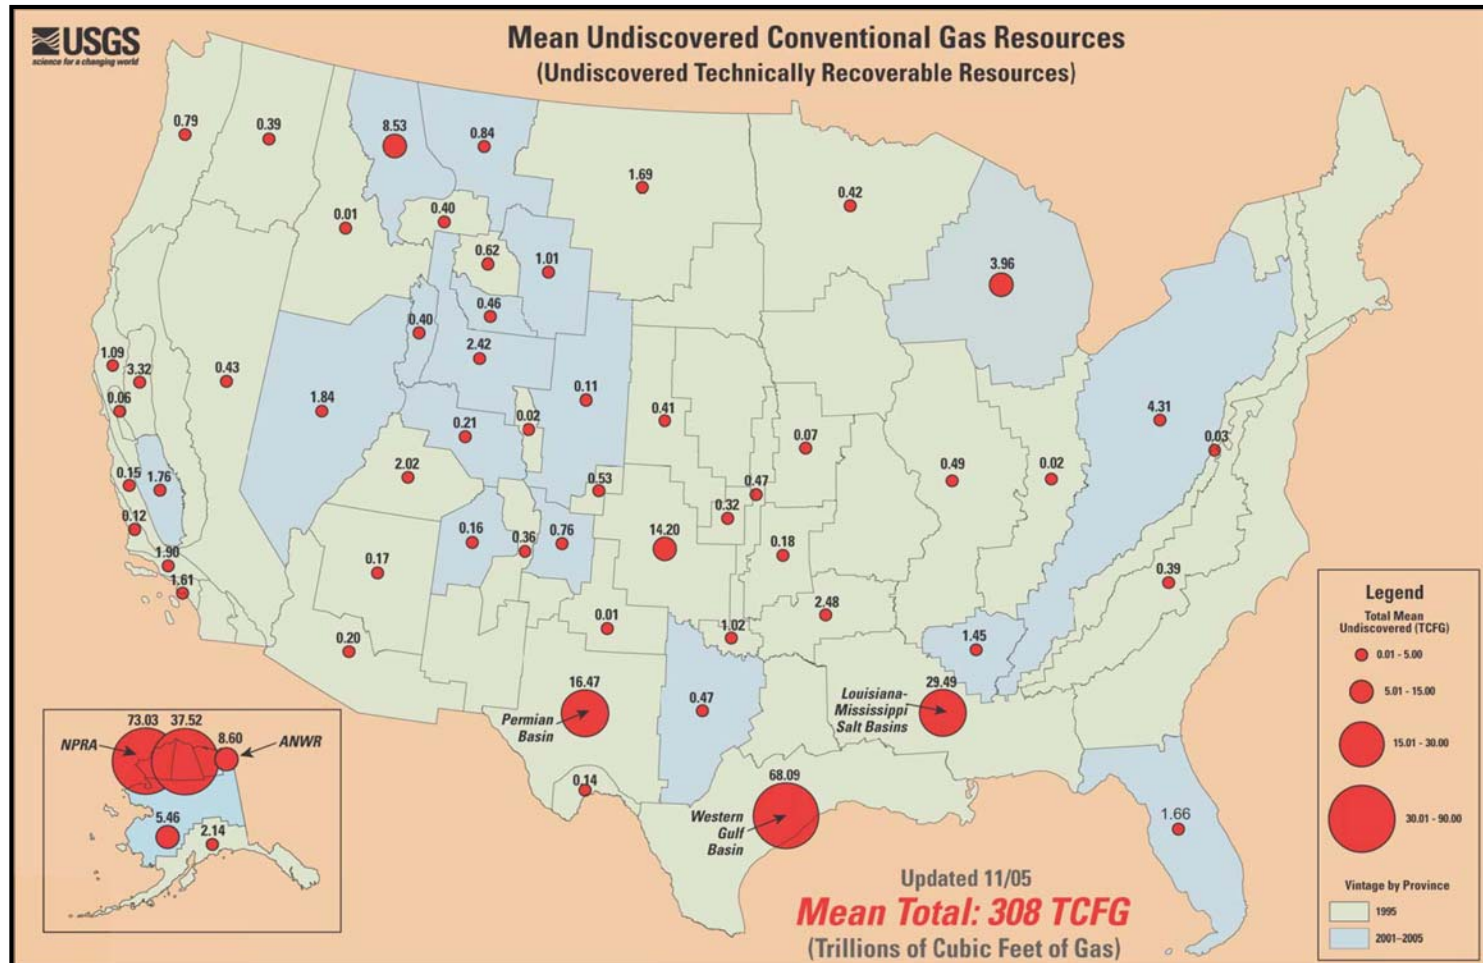 USGS
science for a changing world
Mean Undiscovered Conventional Gas Resources
(Undiscovered Technically Recoverable Resources)
0.79
0.39
8.53
0.84
1.69
0.42
0.01
0.40
0.62
1.01
3.96
0.46
0.40
2.42
1.09
3.32
0.43
0.06
1.84
0.11
0.21
0.02
0.41
0.07
4.31
0.03
0.15
1.76
2.02
0.53
0.47
0.49
0.02
0.12
0.16
0.36
0.76
14.20
0.32
0.18
1.90
1.61
0.17
0.39
0.20
0.01
1.02
2.48
1.45
16.47
Permian
Basin
0.47
29.49
Louisiana-
Mississippi
Salt Basins
0.14
68.09
Western
Gulf
Basin
1.66
73.03
37.52
8.60
NPRA
ANWR
5.46
2.14
Updated 11/05
Mean Total: 308 TCFG
(Trillions of Cubic Feet of Gas)
Legend
Total Mean
Undiscovered (TCFG)
0.01 - 5.00
5.01 - 15.00
15.01 - 30.00
30.01 - 90.00
Vintage by Province
1995
2001–2005